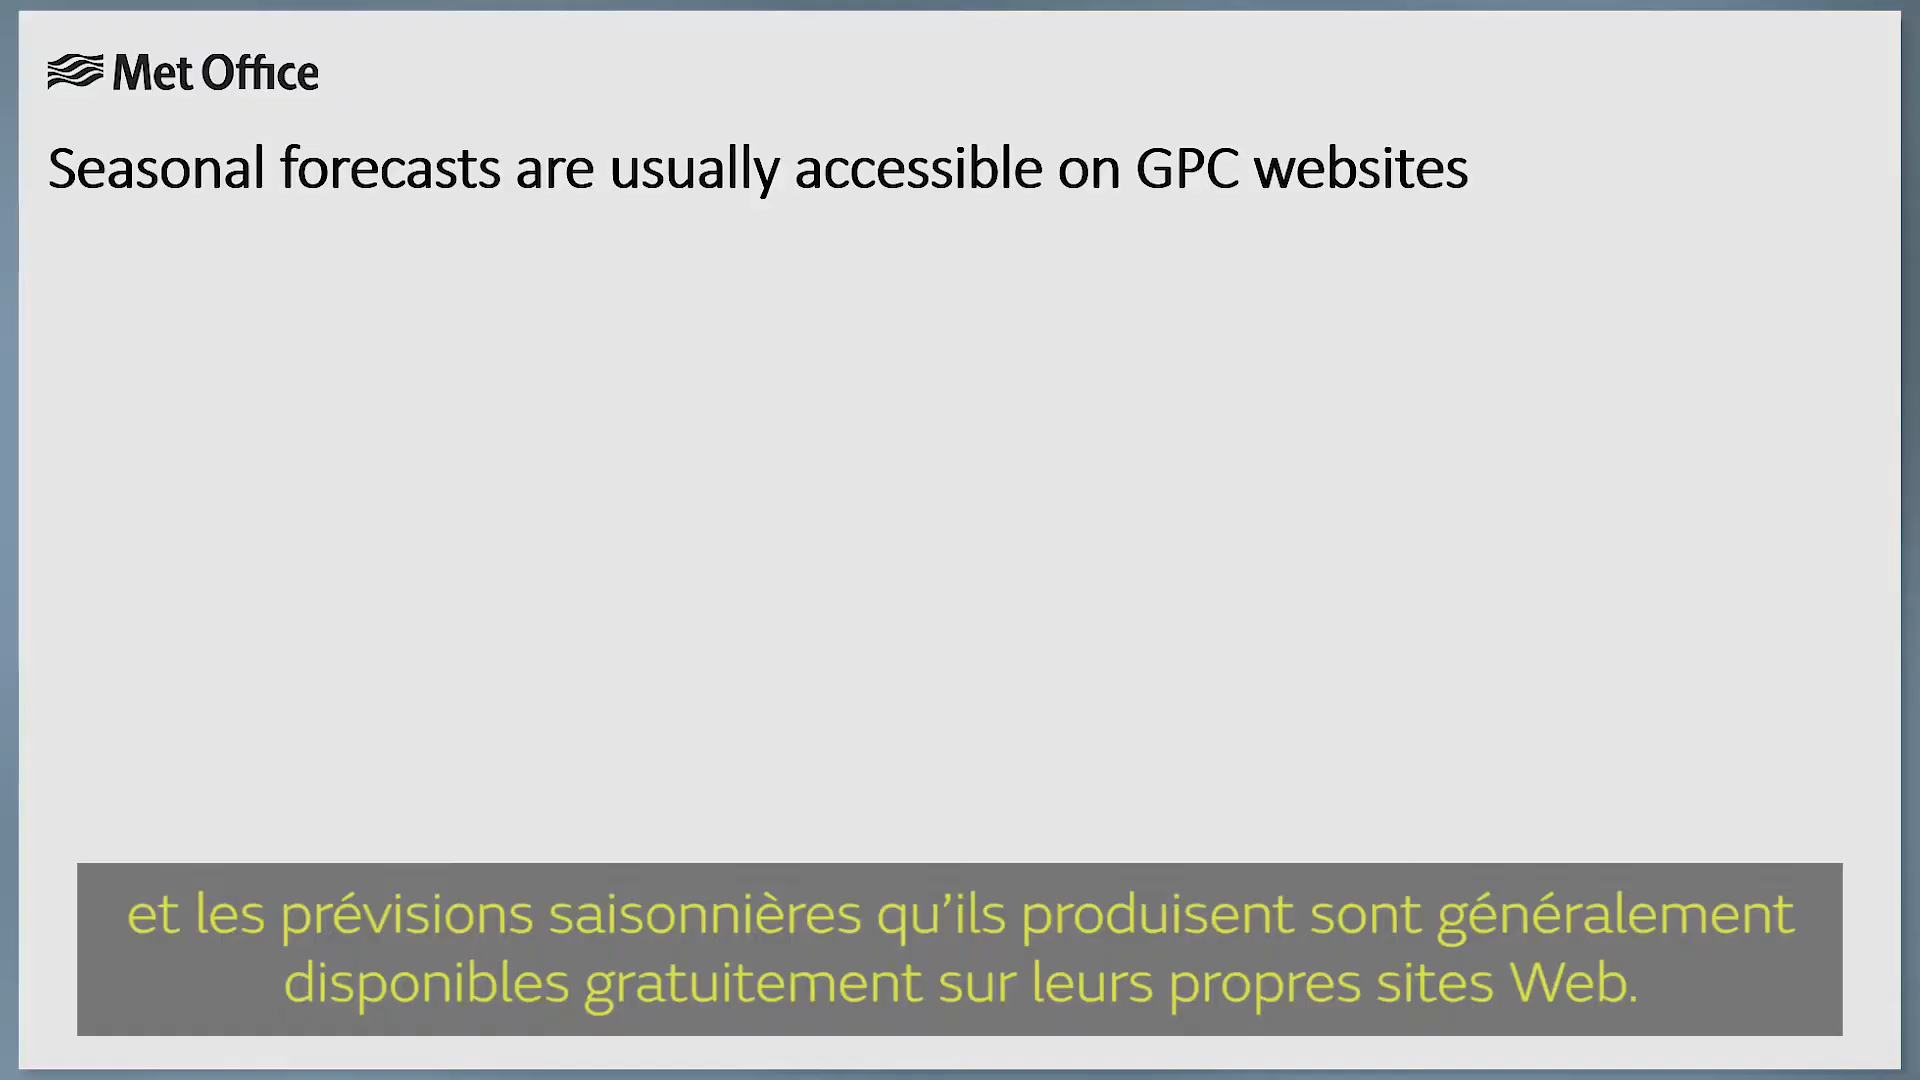 Met Office
Seasonal forecasts are usually accessible on GPC websites
et les prévisions saisonnières qu’ils produisent sont généralement
disponibles gratuitement sur leurs propres sites Web.